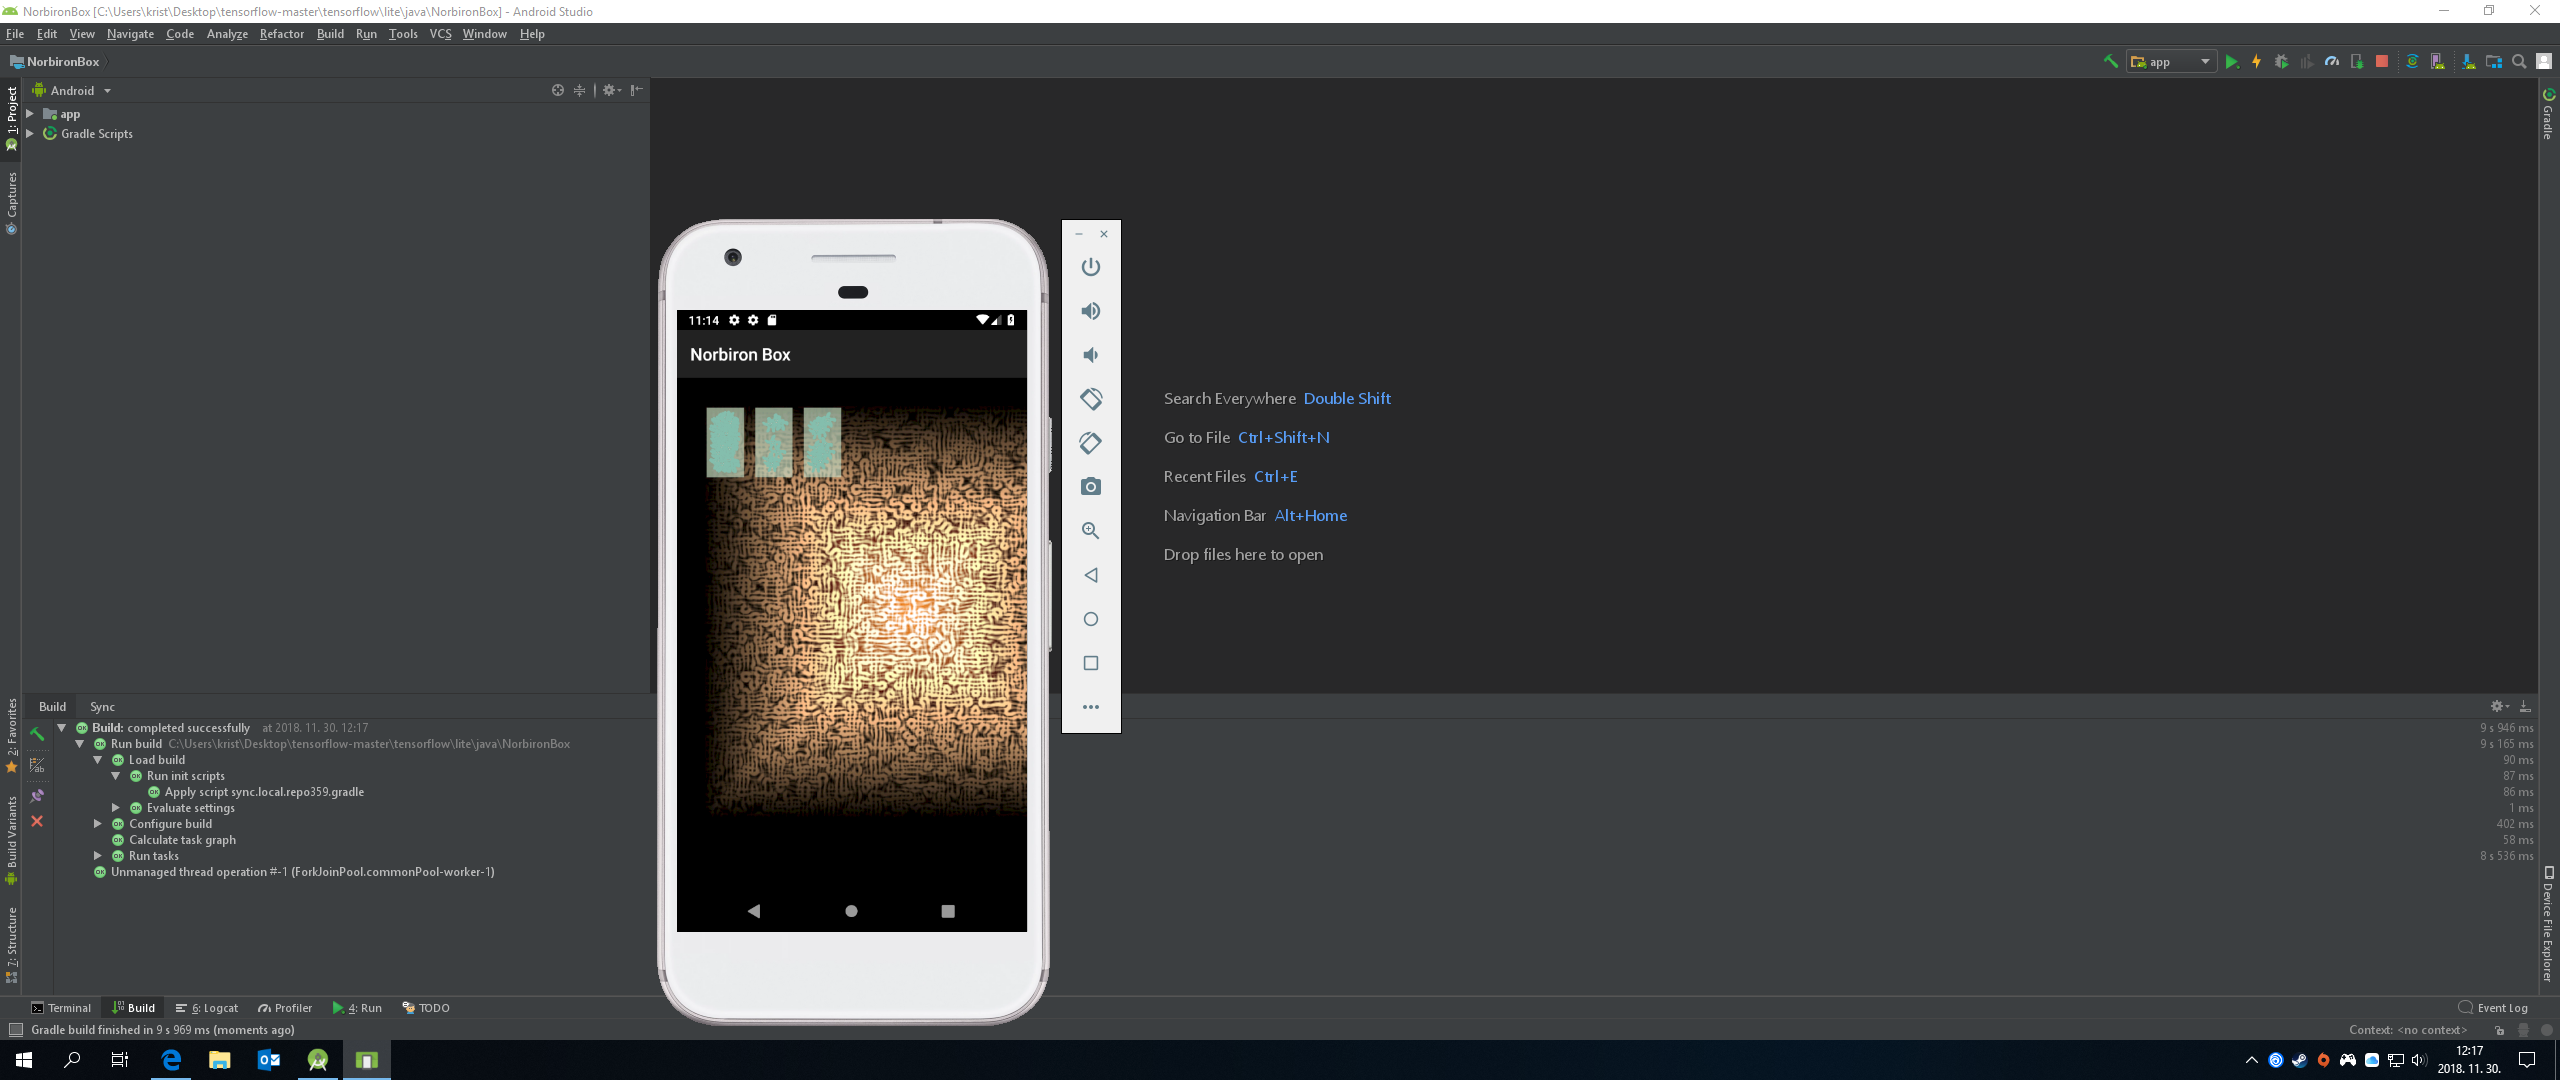 NorbironBox [C:\Users\krist\Desktop\tensorflow-master\tensorflow\lite\java\NorbironBox] - Android Studio
File Edit View Navigate Code Analyze Refactor Build Run Tools VCS Window Help
NorbironBox
app
1: Project
Captures
2: Favorites
Build Variants
7: Structure
Android
app
Gradle Scripts
11:14
Norbiron Box
Search Everywhere Double Shift
Go to File Ctrl+Shift+N
Recent Files Ctrl+E
Navigation Bar Alt+Home
Drop files here to open
Gradle
Device File Explorer
Build Sync
Build: completed successfully at 2018. 11. 30. 12:17 9 s 946 ms
Run build C:\Users\krist\Desktop\tensorflow-master\tensorflow\lite\java\NorbironBox 9 s 165 ms
Load build 90 ms
Run init scripts 87 ms
Apply script sync.local.repo359.gradle 86 ms
Evaluate settings 1 ms
Configure build 402 ms
Calculate task graph 58 ms
Run tasks 8 s 536 ms
Unmanaged thread operation #-1 (ForkJoinPool.commonPool-worker-1)
Terminal Build 6: Logcat Profiler 4: Run TODO Event Log
Gradle build finished in 9 s 969 ms (moments ago) Context: <no context>
12:17
2018. 11. 30.